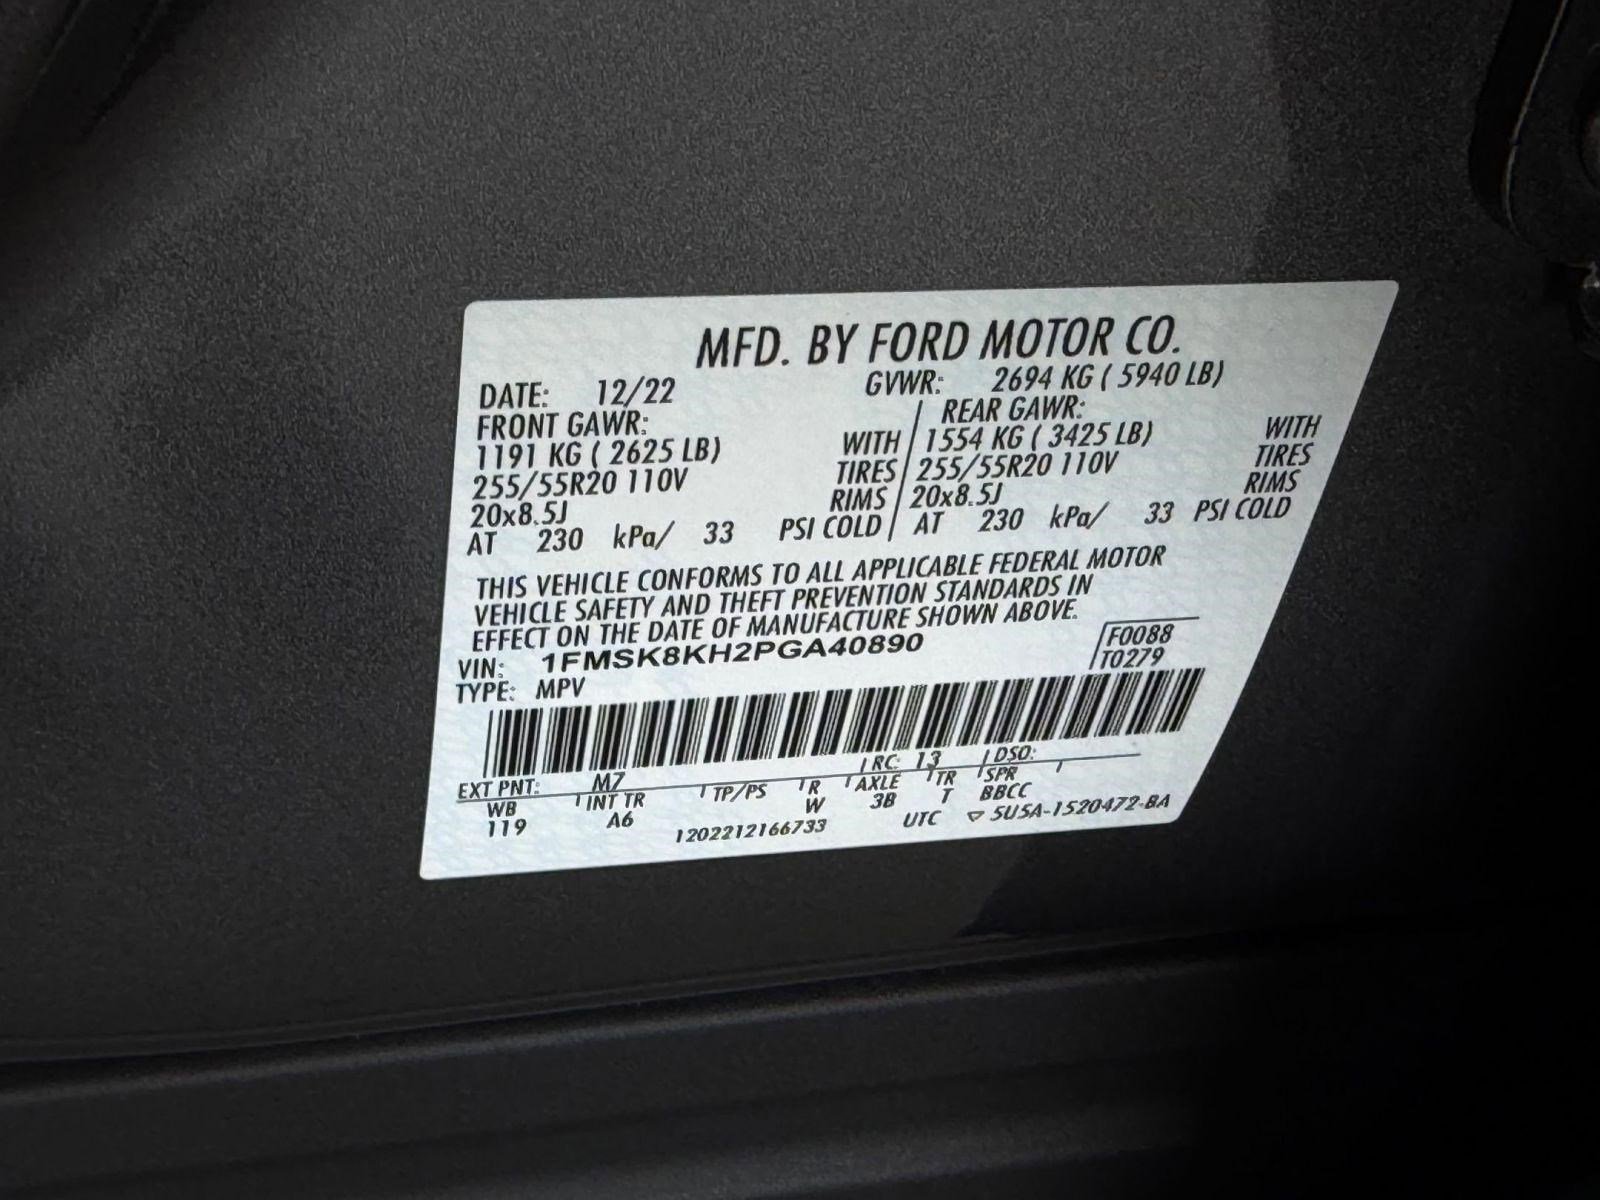 MFD. BY FORD MOTOR CO.
DATE: 12/22 GVWR: 2694 KG ( 5940 LB)
FRONT GAWR: REAR GAWR:
1191 KG ( 2625 LB) WITH 1554 KG ( 3425 LB) WITH
255/55R20 110V TIRES 255/55R20 110V TIRES
20x8.5J RIMS 20x8.5J RIMS
AT 230 kPa/ 33 PSI COLD AT 230 kPa/ 33 PSI COLD
THIS VEHICLE CONFORMS TO ALL APPLICABLE FEDERAL MOTOR
VEHICLE SAFETY AND THEFT PREVENTION STANDARDS IN
EFFECT ON THE DATE OF MANUFACTURE SHOWN ABOVE.
VIN: 1FMSK8KH2PGA40890 F0088
TYPE: MPV T0279
EXT PNT: M7 RC: 13 DSO:
WB INT TR TP/PS R AXLE TR SPR
119 A6 W 3B T BBCC
1202212166733 UTC ▽ 5U5A-1520472-BA